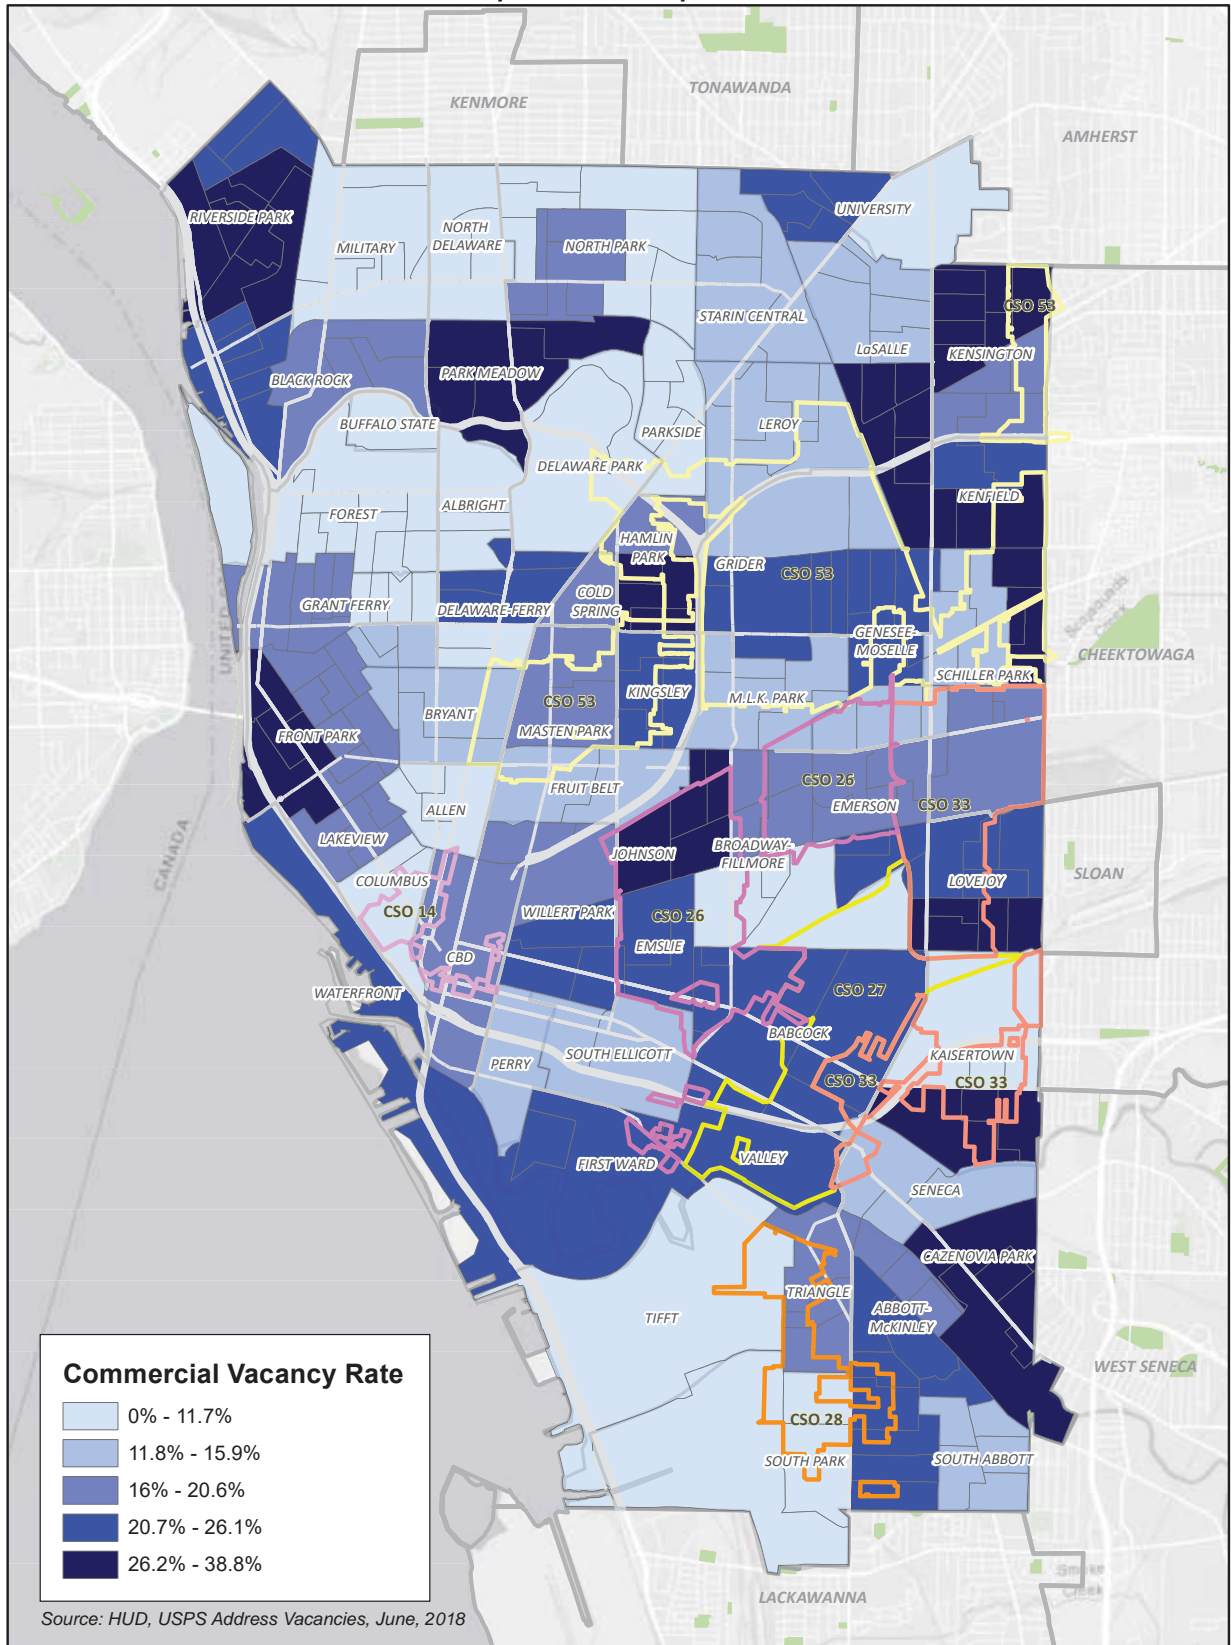 KENMORE
TONAWANDA
AMHERST
RIVERSIDE PARK
MILITARY
NORTH
DELAWARE
NORTH PARK
UNIVERSITY
STARIN CENTRAL
LaSALLE
CSO 53
KENSINGTON
BLACK ROCK
PARK MEADOW
BUFFALO STATE
PARKSIDE
LEROY
DELAWARE PARK
FOREST
ALBRIGHT
KENFIELD
HAMLIN
PARK
GRIDER
CSO 53
GRANT FERRY
DELAWARE-FERRY
COLD
SPRING
GENESEE-
MOSELLE
UNITED
CHEEKTOWAGA
SCHILLER PARK
KINGSLEY
M.L.K. PARK
CSO 53
MASTEN PARK
BRYANT
FRONT PARK
FRUIT BELT
CSO 26
EMERSON
CSO 33
ALLEN
LAKEVIEW
CANADA
JOHNSON
BROADWAY-
FILLMORE
SLOAN
COLUMBUS
LOVEJOY
CSO 14
WILLERT PARK
CSO 26
EMSLIE
CBD
WATERFRONT
CSO 27
BABCOCK
KAISERTOWN
PERRY
SOUTH ELLICOTT
CSO 33
CSO 33
FIRST WARD
VALLEY
SENECA
CAZENOVIA PARK
TRIANGLE
TIFFT
ABBOTT-
McKINLEY
WEST SENECA
CSO 28
SOUTH PARK
SOUTH ABBOTT
Smoke
Creek
LACKAWANNA
Commercial Vacancy Rate
0% - 11.7%
11.8% - 15.9%
16% - 20.6%
20.7% - 26.1%
26.2% - 38.8%
Source: HUD, USPS Address Vacancies, June, 2018